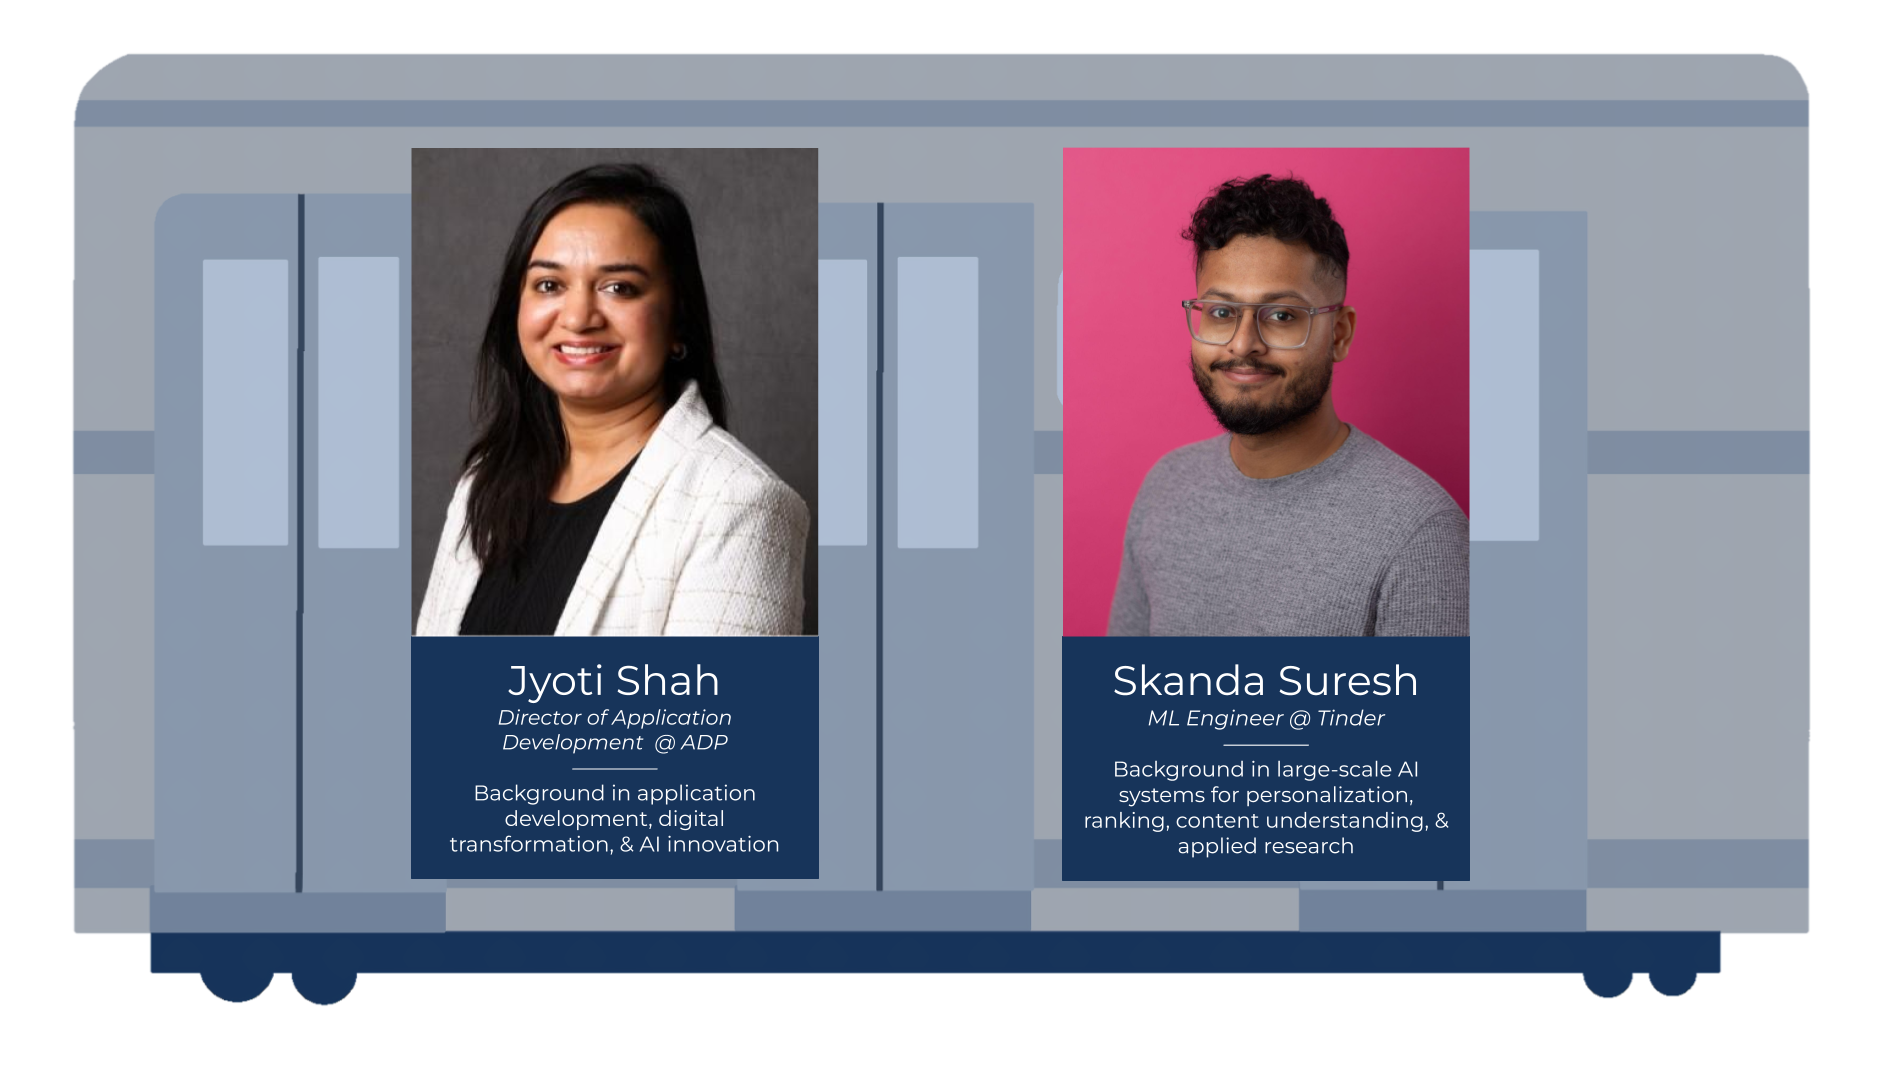 Jyoti Shah
Director of Application
Development @ ADP
Background in application
development, digital
transformation, & AI innovation
Skanda Suresh
ML Engineer @ Tinder
Background in large-scale AI
systems for personalization,
ranking, content understanding, &
applied research